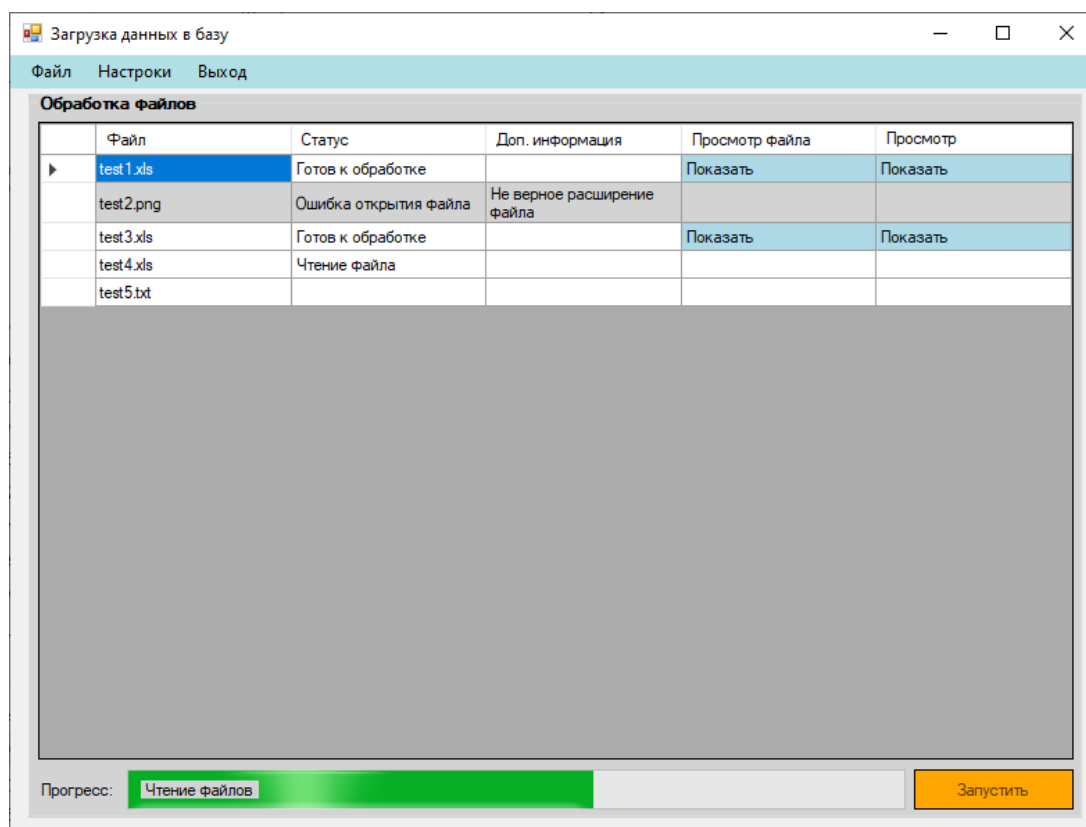 Загрузка данных в базу
Файл Настроки Выход
Обработка файлов
Файл Статус Доп. информация Просмотр файла Просмотр
test1.xls Готов к обработке Показать Показать
test2.png Ошибка открытия файла Не верное расширение
файла
test3.xls Готов к обработке Показать Показать
test4.xls Чтение файла
test5.txt
Прогресс: Чтение файлов Запустить